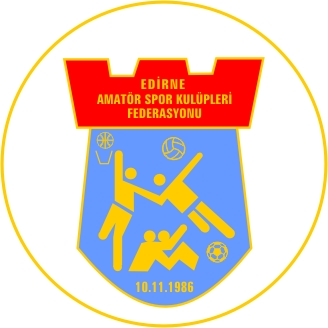 EDİRNE
AMATÖR SPOR KULÜPLERİ
FEDERASYONU
10.11.1986